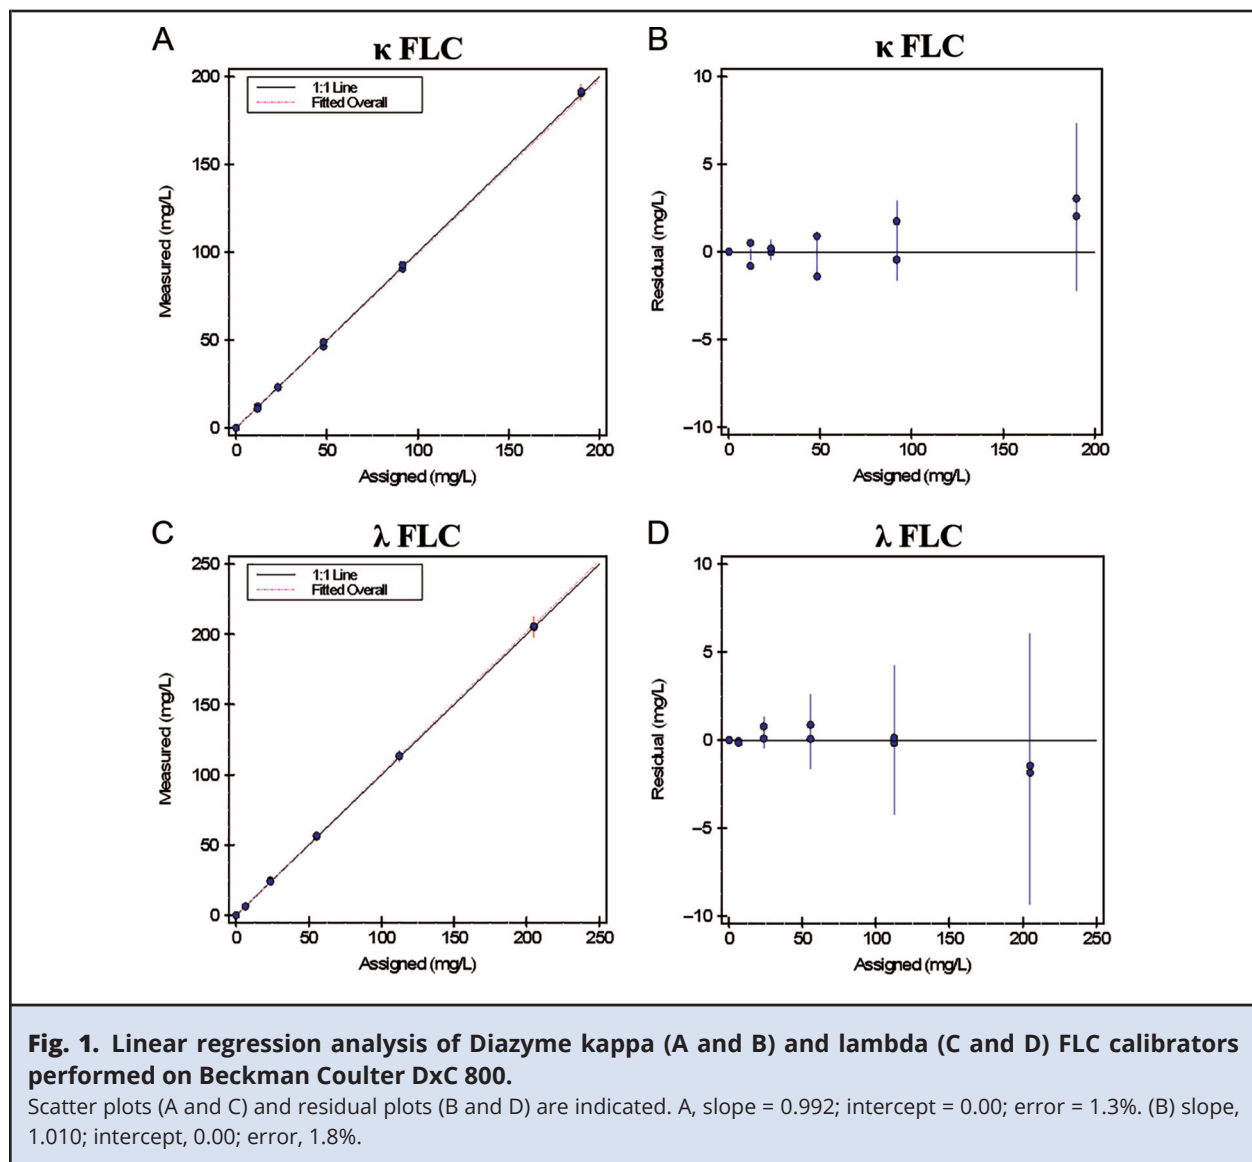 A
κ FLC
200
150
100
50
0
Measured (mg/L)
1:1 Line
Fitted Overall
0 50 100 150 200
Assigned (mg/L)
B
κ FLC
10
5
0
−5
−10
Residual (mg/L)
0 50 100 150 200
Assigned (mg/L)
C
λ FLC
250
200
150
100
50
0
Measured (mg/L)
1:1 Line
Fitted Overall
0 50 100 150 200 250
Assigned (mg/L)
D
λ FLC
10
5
0
−5
−10
Residual (mg/L)
0 50 100 150 200 250
Assigned (mg/L)
Fig. 1. Linear regression analysis of Diazyme kappa (A and B) and lambda (C and D) FLC calibrators
performed on Beckman Coulter DxC 800.
Scatter plots (A and C) and residual plots (B and D) are indicated. A, slope = 0.992; intercept = 0.00; error = 1.3%. (B) slope,
1.010; intercept, 0.00; error, 1.8%.